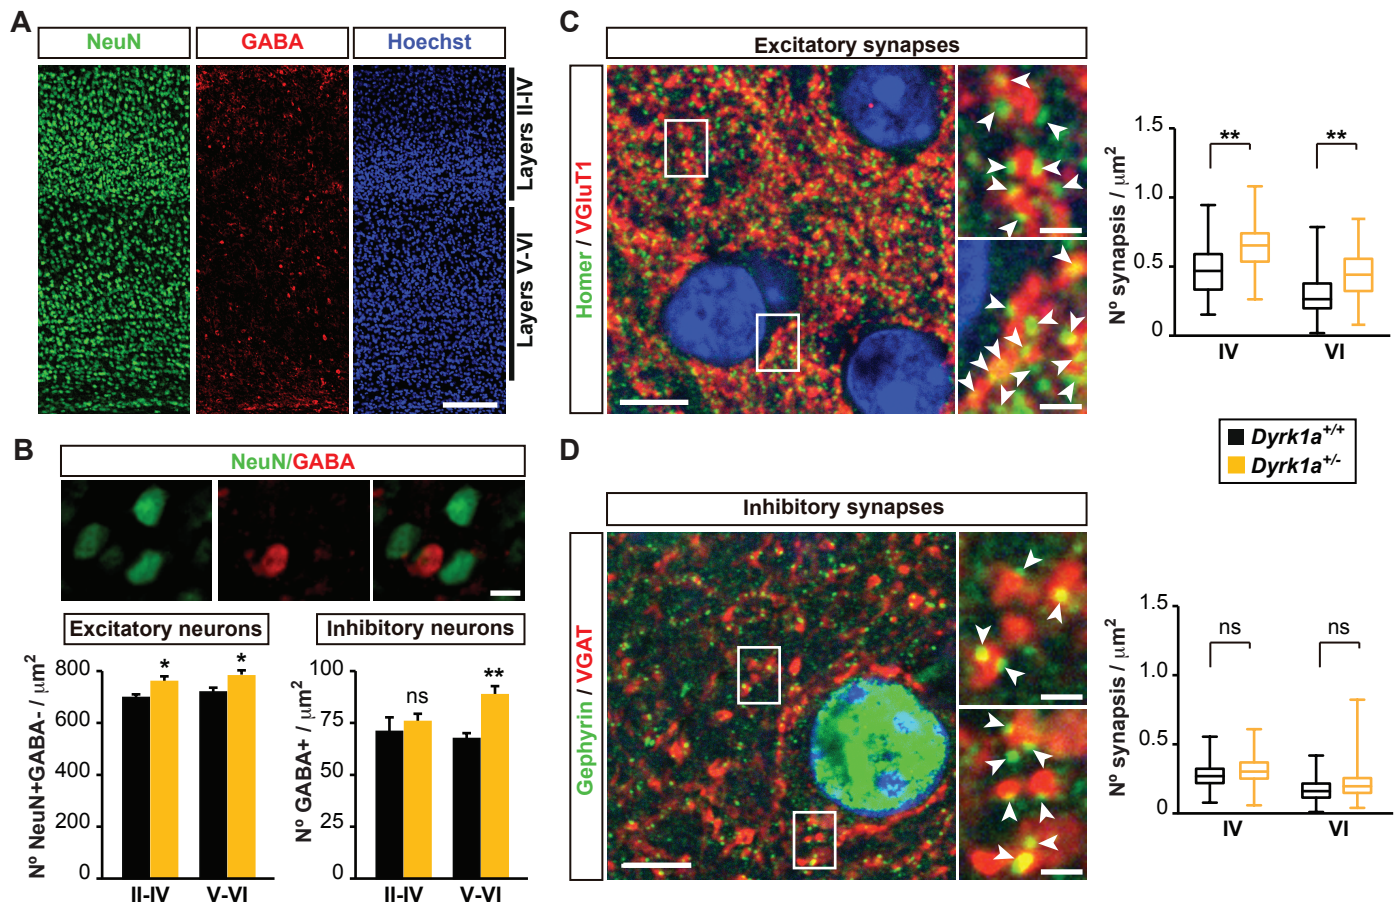 A
NeuN
GABA
Hoechst
Layers II-IV
Layers V-VI
B
NeuN/GABA
Excitatory neurons
Nº NeuN+GABA- / μm²
800
600
400
200
0
*
*
II-IV
V-VI
Inhibitory neurons
Nº GABA+ / μm²
100
75
50
25
0
ns
**
II-IV
V-VI
C
Excitatory synapses
Homer / VGluT1
Nº synapsis / μm²
1.5
1.0
0.5
0
**
**
IV
VI
Dyrk1a+/+
Dyrk1a+/-
D
Inhibitory synapses
Gephyrin / VGAT
Nº synapsis / μm²
1.5
1.0
0.5
0
ns
ns
IV
VI